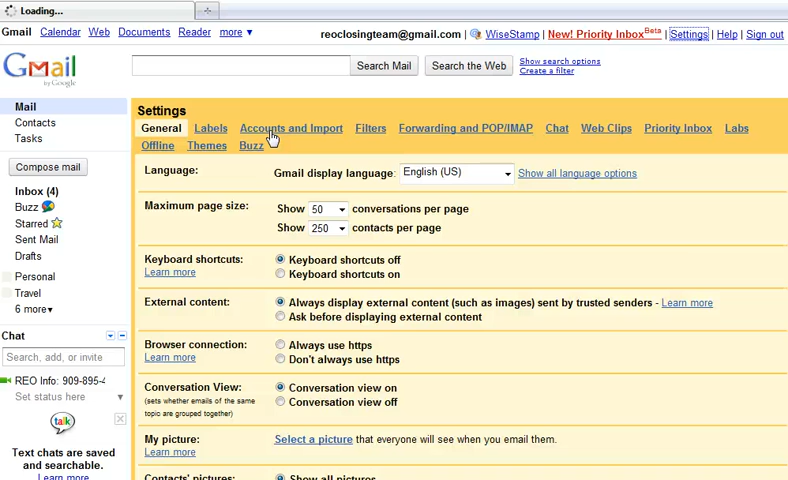 Loading...
Gmail Calendar Web Documents Reader more ▼ reoclosingteam@gmail.com | WiseStamp | New! Priority Inbox Beta | Settings | Help | Sign out
Gmail by Google
Search Mail Search the Web Show search options
Create a filter
Mail
Contacts
Tasks
Compose mail
Inbox (4)
Buzz
Starred
Sent Mail
Drafts
Personal
Travel
6 more▼
Chat
Search, add, or invite
REO Info: 909-895-4
Set status here
talk
Text chats are saved
and searchable.
Learn more
Settings
General Labels Accounts and Import Filters Forwarding and POP/IMAP Chat Web Clips Priority Inbox Labs
Offline Themes Buzz
Language: Gmail display language: English (US) Show all language options
Maximum page size: Show 50 conversations per page
Show 250 contacts per page
Keyboard shortcuts: Keyboard shortcuts off
Learn more Keyboard shortcuts on
External content: Always display external content (such as images) sent by trusted senders - Learn more
Ask before displaying external content
Browser connection: Always use https
Learn more Don't always use https
Conversation View: Conversation view on
(sets whether emails of the same Conversation view off
topic are grouped together)
My picture: Select a picture that everyone will see when you email them.
Learn more
Contacts' pictures: Show all pictures